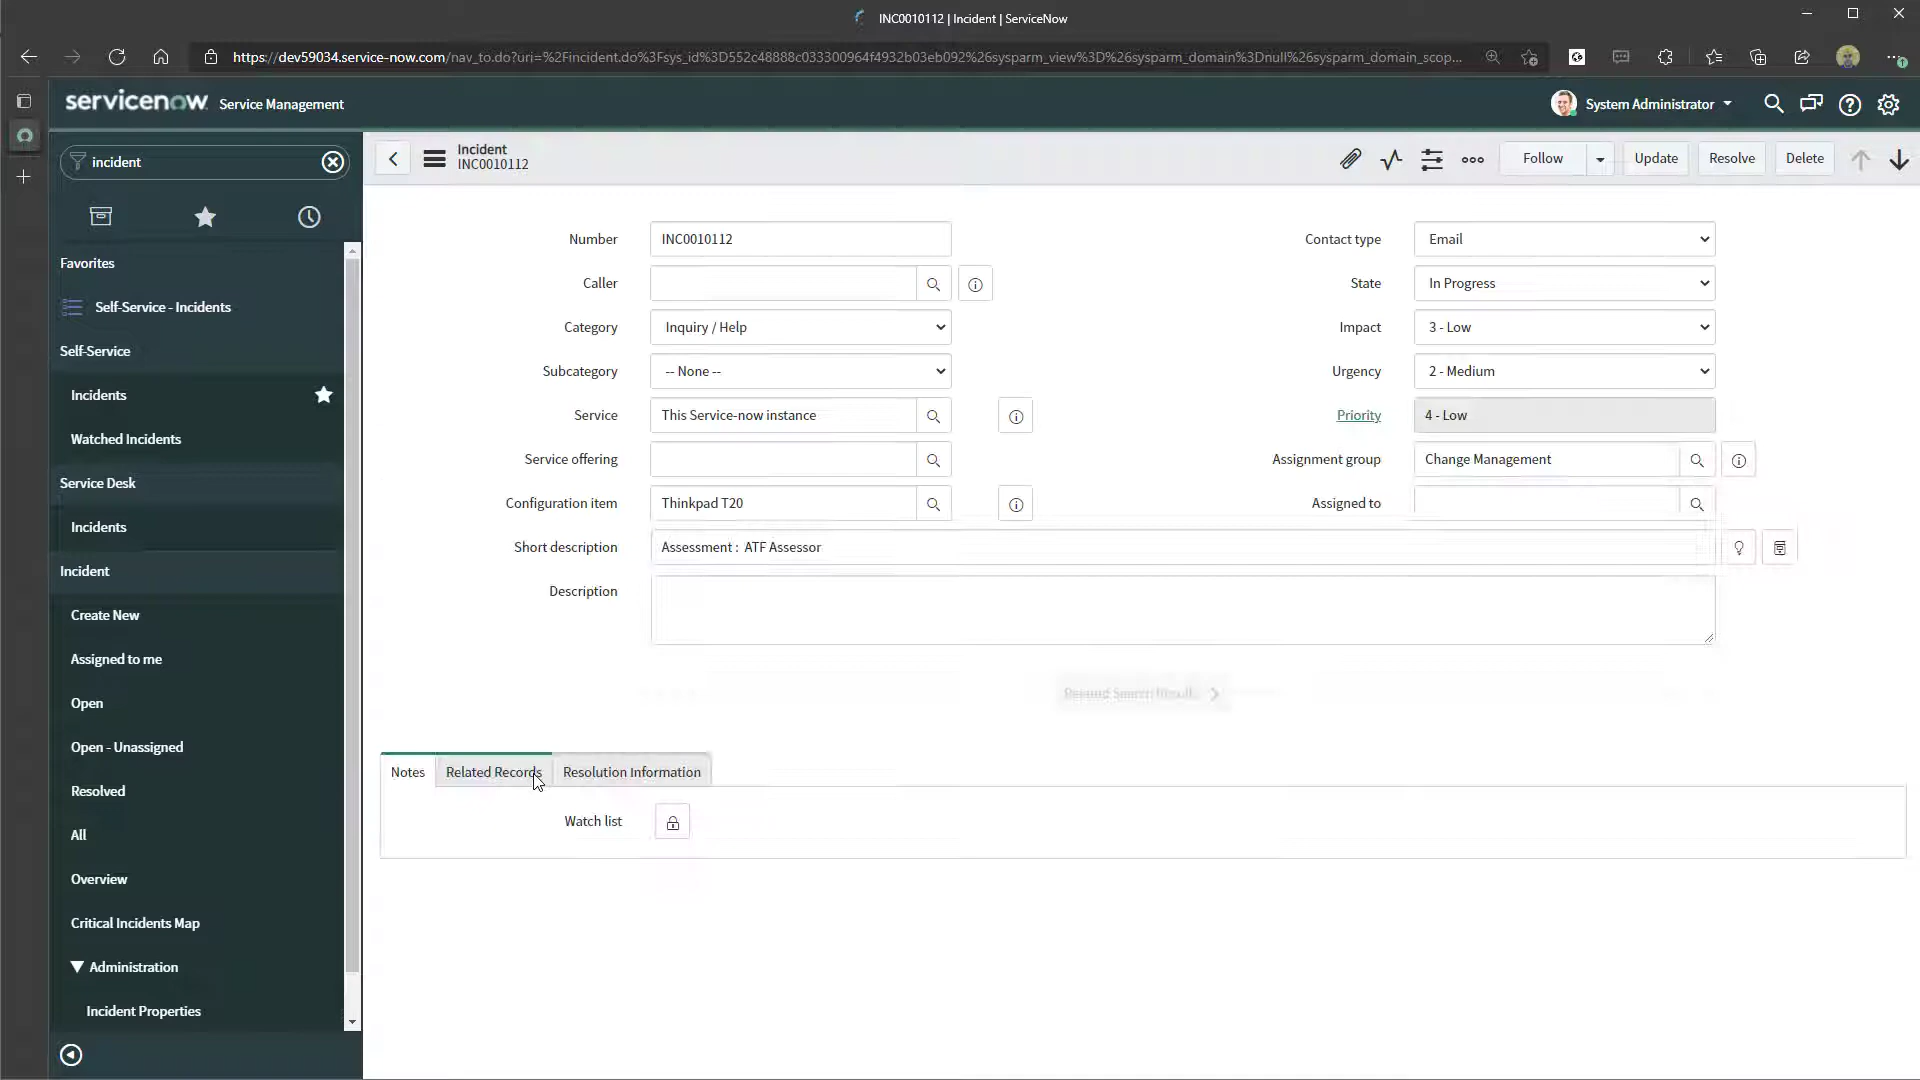 INC0010112 | Incident | ServiceNow
https://dev59034.service-now.com/nav_to.do?uri=%2Fincident.do%3Fsys_id%3D552c48888c033300964f4932b03eb092%26sysparm_view%3D%26sysparm_domain%3Dnull%26sysparm_domain_scop...
servicenow Service Management
System Administrator
incident
Incident
INC0010112
Follow
Update
Resolve
Delete
Favorites
Self-Service - Incidents
Self-Service
Incidents
Watched Incidents
Service Desk
Incidents
Incident
Create New
Assigned to me
Open
Open - Unassigned
Resolved
All
Overview
Critical Incidents Map
Administration
Incident Properties
Number INC0010112
Caller
Category Inquiry / Help
Subcategory -- None --
Service This Service-now instance
Service offering
Configuration item Thinkpad T20
Short description Assessment : ATF Assessor
Description
Contact type Email
State In Progress
Impact 3 - Low
Urgency 2 - Medium
Priority 4 - Low
Assignment group Change Management
Assigned to
Related Search Results
Notes Related Records Resolution Information
Watch list